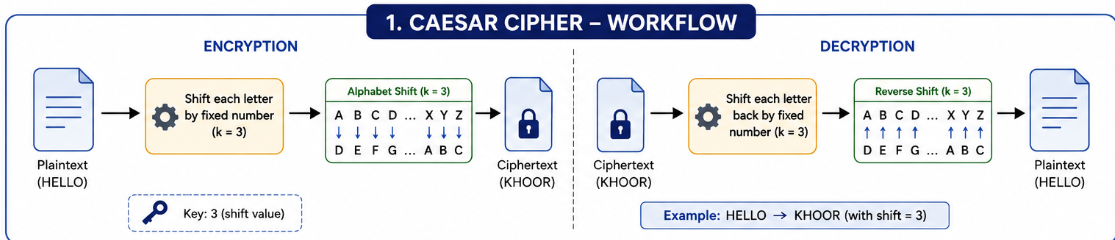 1. CAESAR CIPHER – WORKFLOW
ENCRYPTION
Plaintext
(HELLO)
Shift each letter
by fixed number
(k = 3)
Alphabet Shift (k = 3)
A B C D ... X Y Z
↓ ↓ ↓ ↓ ↓ ↓ ↓
D E F G ... A B C
Ciphertext
(KHOOR)
Key: 3 (shift value)
DECRYPTION
Ciphertext
(KHOOR)
Shift each letter
back by fixed
number (k = 3)
Reverse Shift (k = 3)
A B C D ... X Y Z
↑ ↑ ↑ ↑ ↑ ↑ ↑
D E F G ... A B C
Plaintext
(HELLO)
Example: HELLO → KHOOR (with shift = 3)